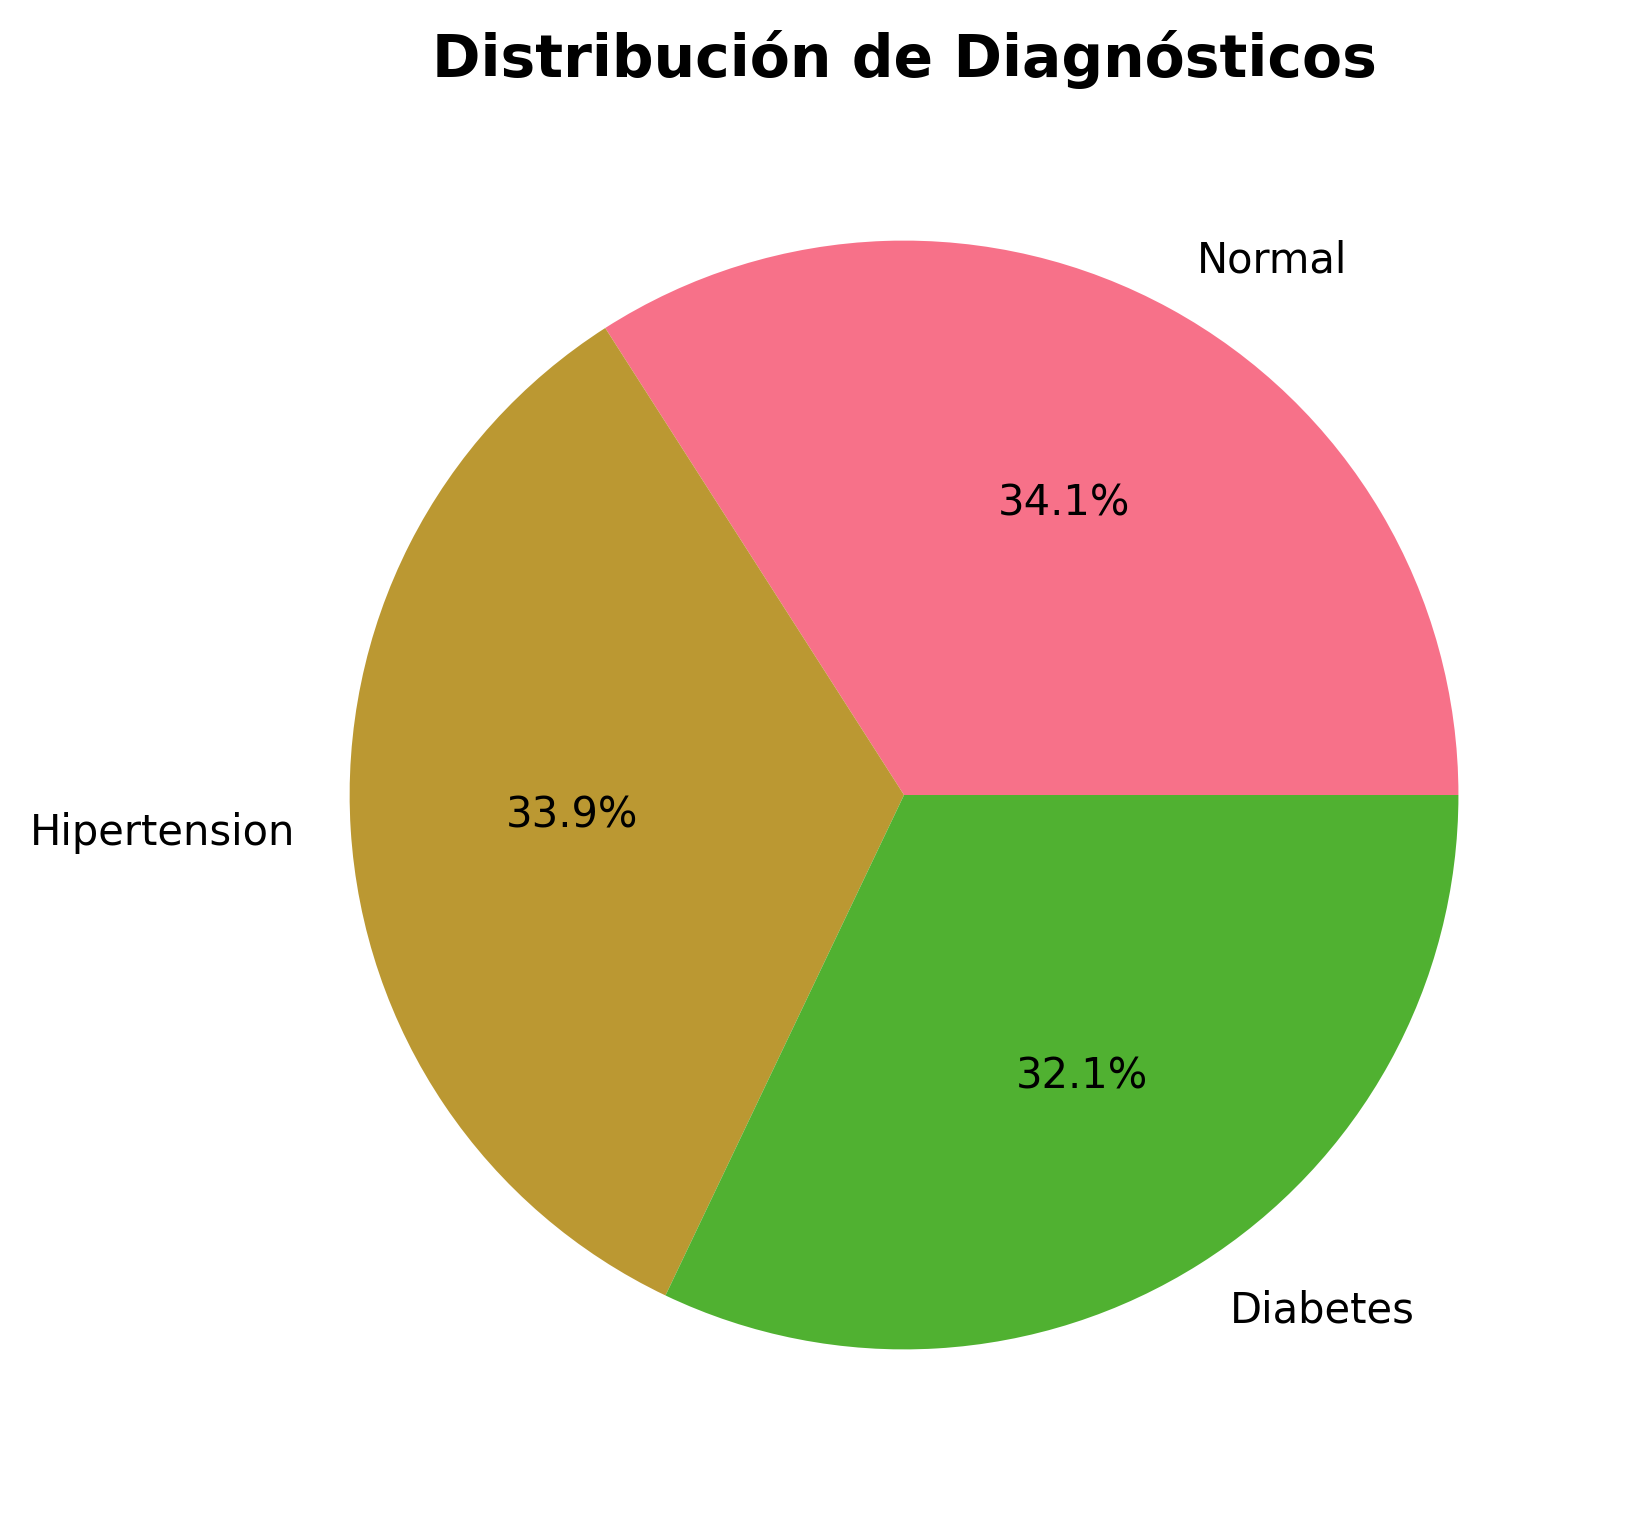 Distribución de Diagnósticos
Normal
34.1%
Hipertension
33.9%
32.1%
Diabetes